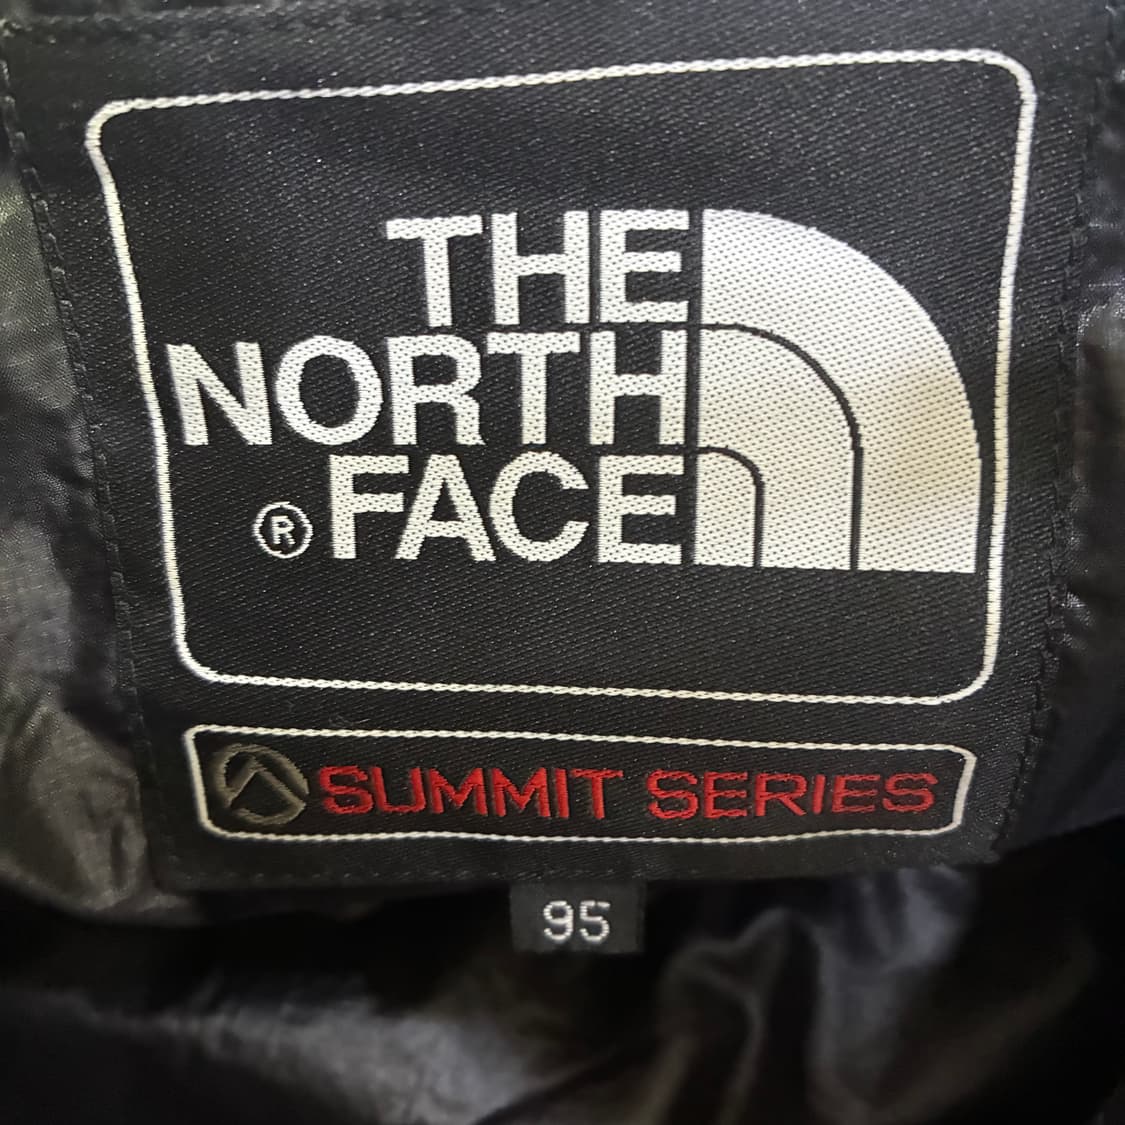 THE
NORTH
® FACE
SUMMIT SERIES
95